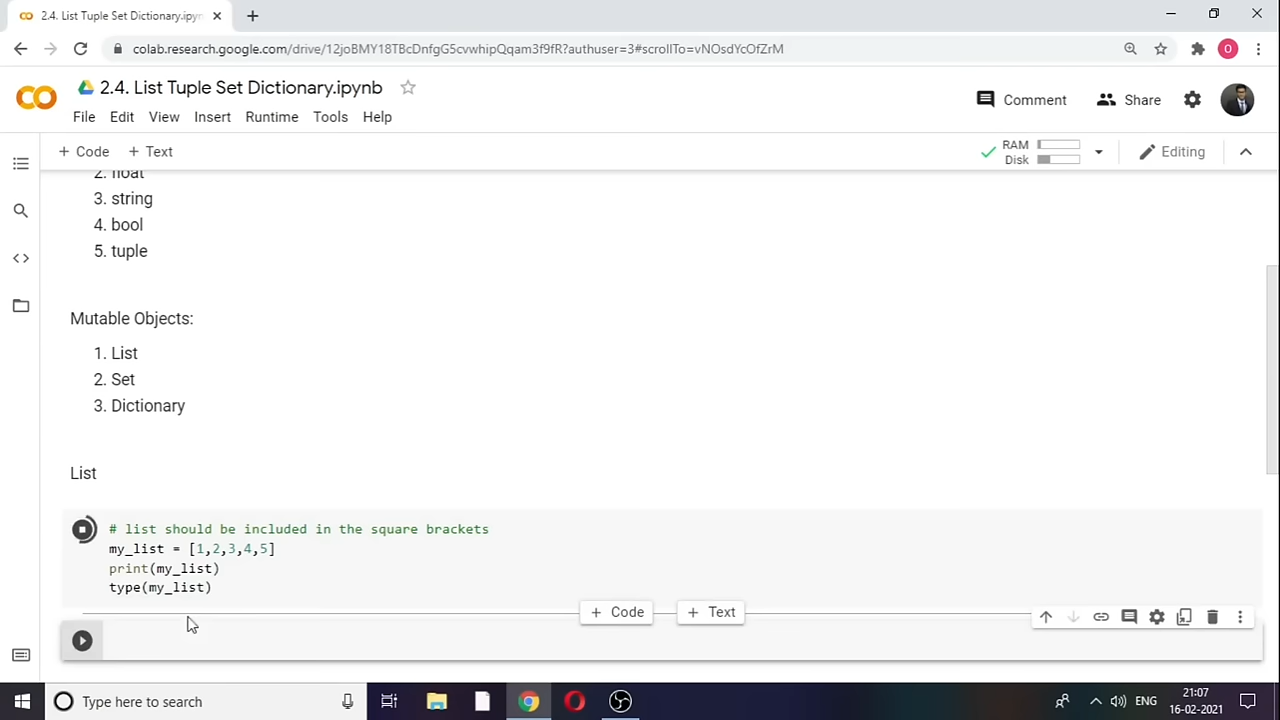 2.4. List Tuple Set Dictionary.ipyn
colab.research.google.com/drive/12joBMY18TBcDnfgG5cvwhipQqam3f9fR?authuser=3#scrollTo=vNOsdYcOfZrM
O
2.4. List Tuple Set Dictionary.ipynb
Comment
Share
File Edit View Insert Runtime Tools Help
+ Code + Text
RAM
Disk
Editing
2. float
3. string
4. bool
5. tuple
Mutable Objects:
1. List
2. Set
3. Dictionary
List
# list should be included in the square brackets
my_list = [1,2,3,4,5]
print(my_list)
type(my_list)
+ Code + Text
Type here to search
ENG
21:07
16-02-2021